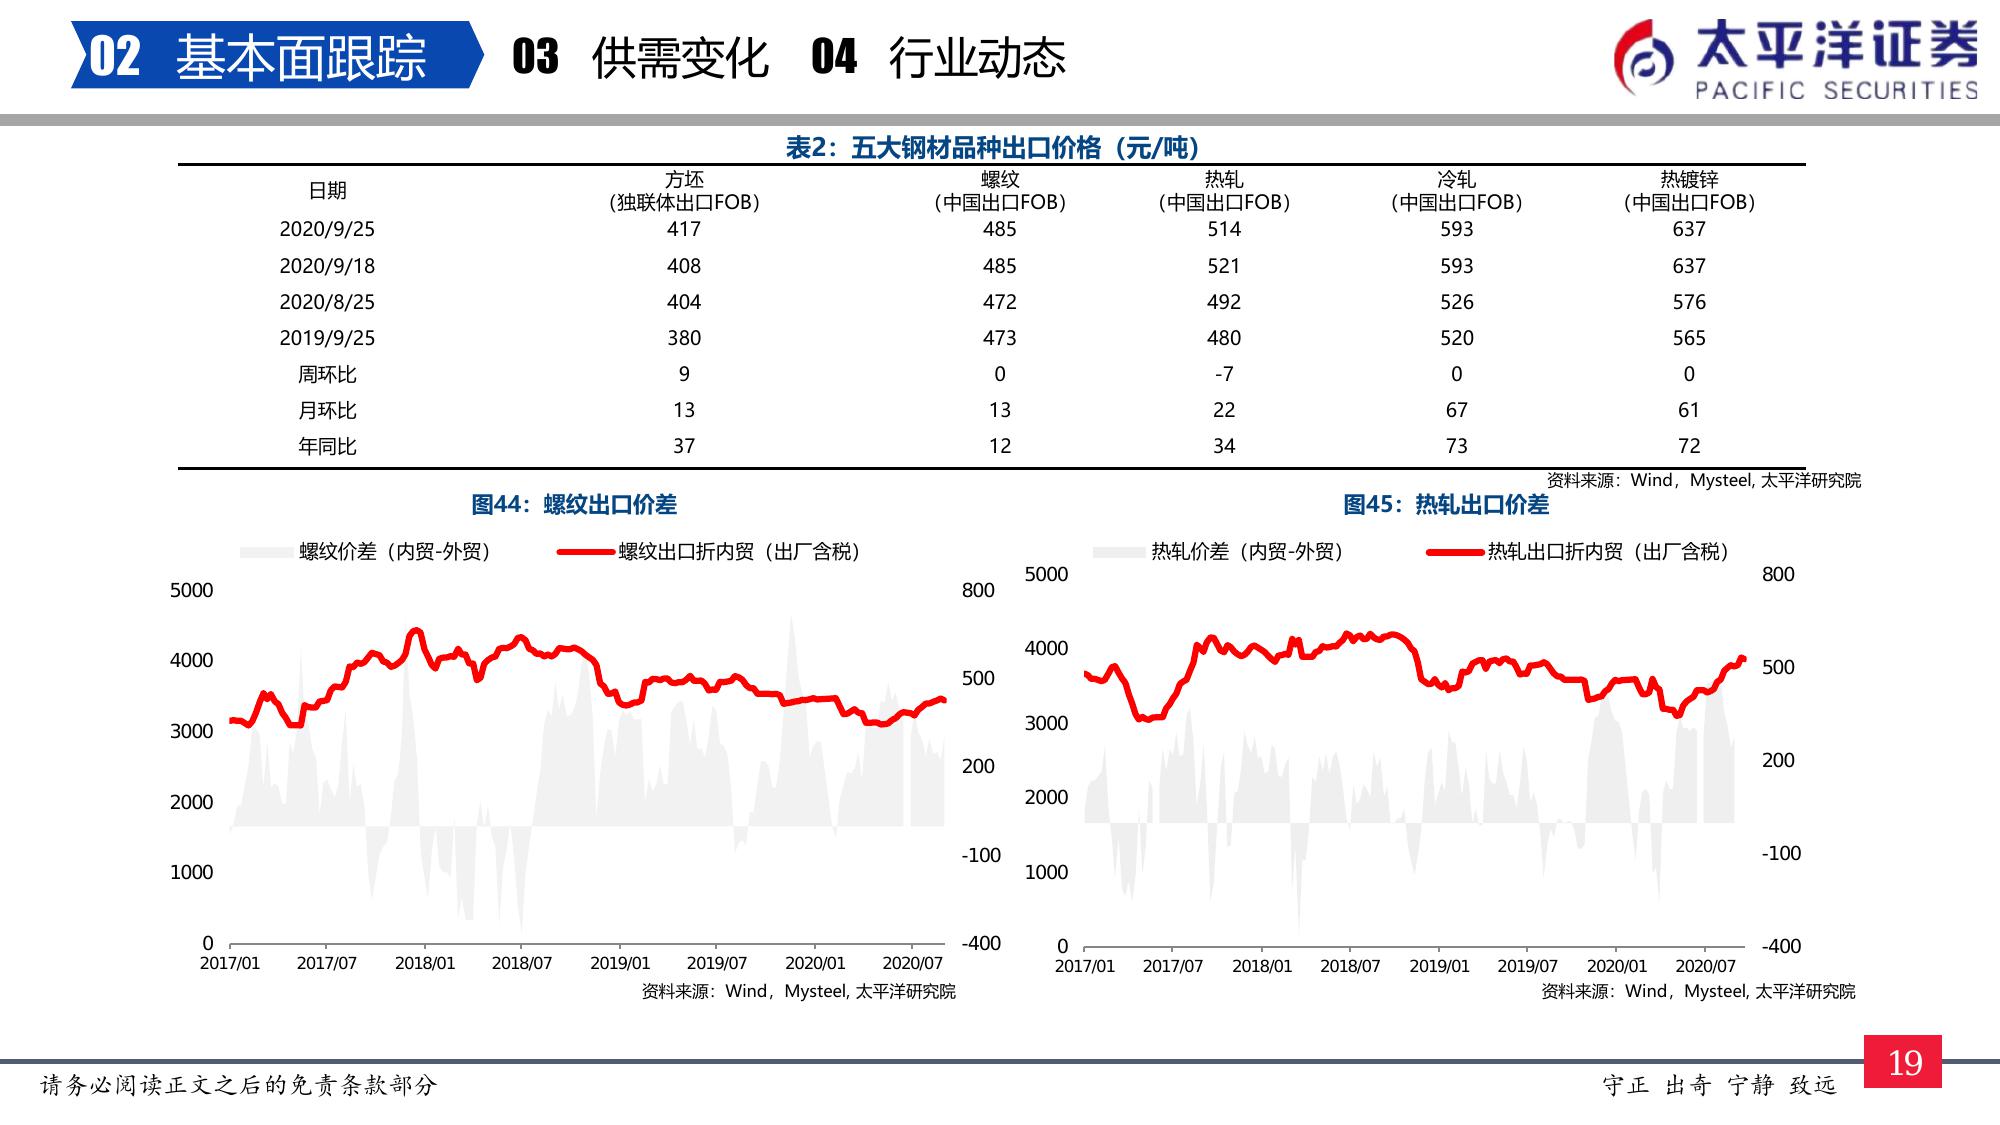 02 基本面跟踪 03 供需变化 04 行业动态
太平洋证券
PACIFIC SECURITIES
表2：五大钢材品种出口价格（元/吨）
日期 方坯（独联体出口FOB） 螺纹（中国出口FOB） 热轧（中国出口FOB） 冷轧（中国出口FOB） 热镀锌（中国出口FOB）
2020/9/25 417 485 514 593 637
2020/9/18 408 485 521 593 637
2020/8/25 404 472 492 526 576
2019/9/25 380 473 480 520 565
周环比 9 0 -7 0 0
月环比 13 13 22 67 61
年同比 37 12 34 73 72
资料来源：Wind，Mysteel, 太平洋研究院
图44：螺纹出口价差
螺纹价差（内贸-外贸） 螺纹出口折内贸（出厂含税）
5000
4000
3000
2000
1000
0
800
500
200
-100
-400
2017/01 2017/07 2018/01 2018/07 2019/01 2019/07 2020/01 2020/07
资料来源：Wind，Mysteel, 太平洋研究院
图45：热轧出口价差
热轧价差（内贸-外贸） 热轧出口折内贸（出厂含税）
5000
4000
3000
2000
1000
0
800
500
200
-100
-400
2017/01 2017/07 2018/01 2018/07 2019/01 2019/07 2020/01 2020/07
资料来源：Wind，Mysteel, 太平洋研究院
请务必阅读正文之后的免责条款部分
守正 出奇 宁静 致远
19